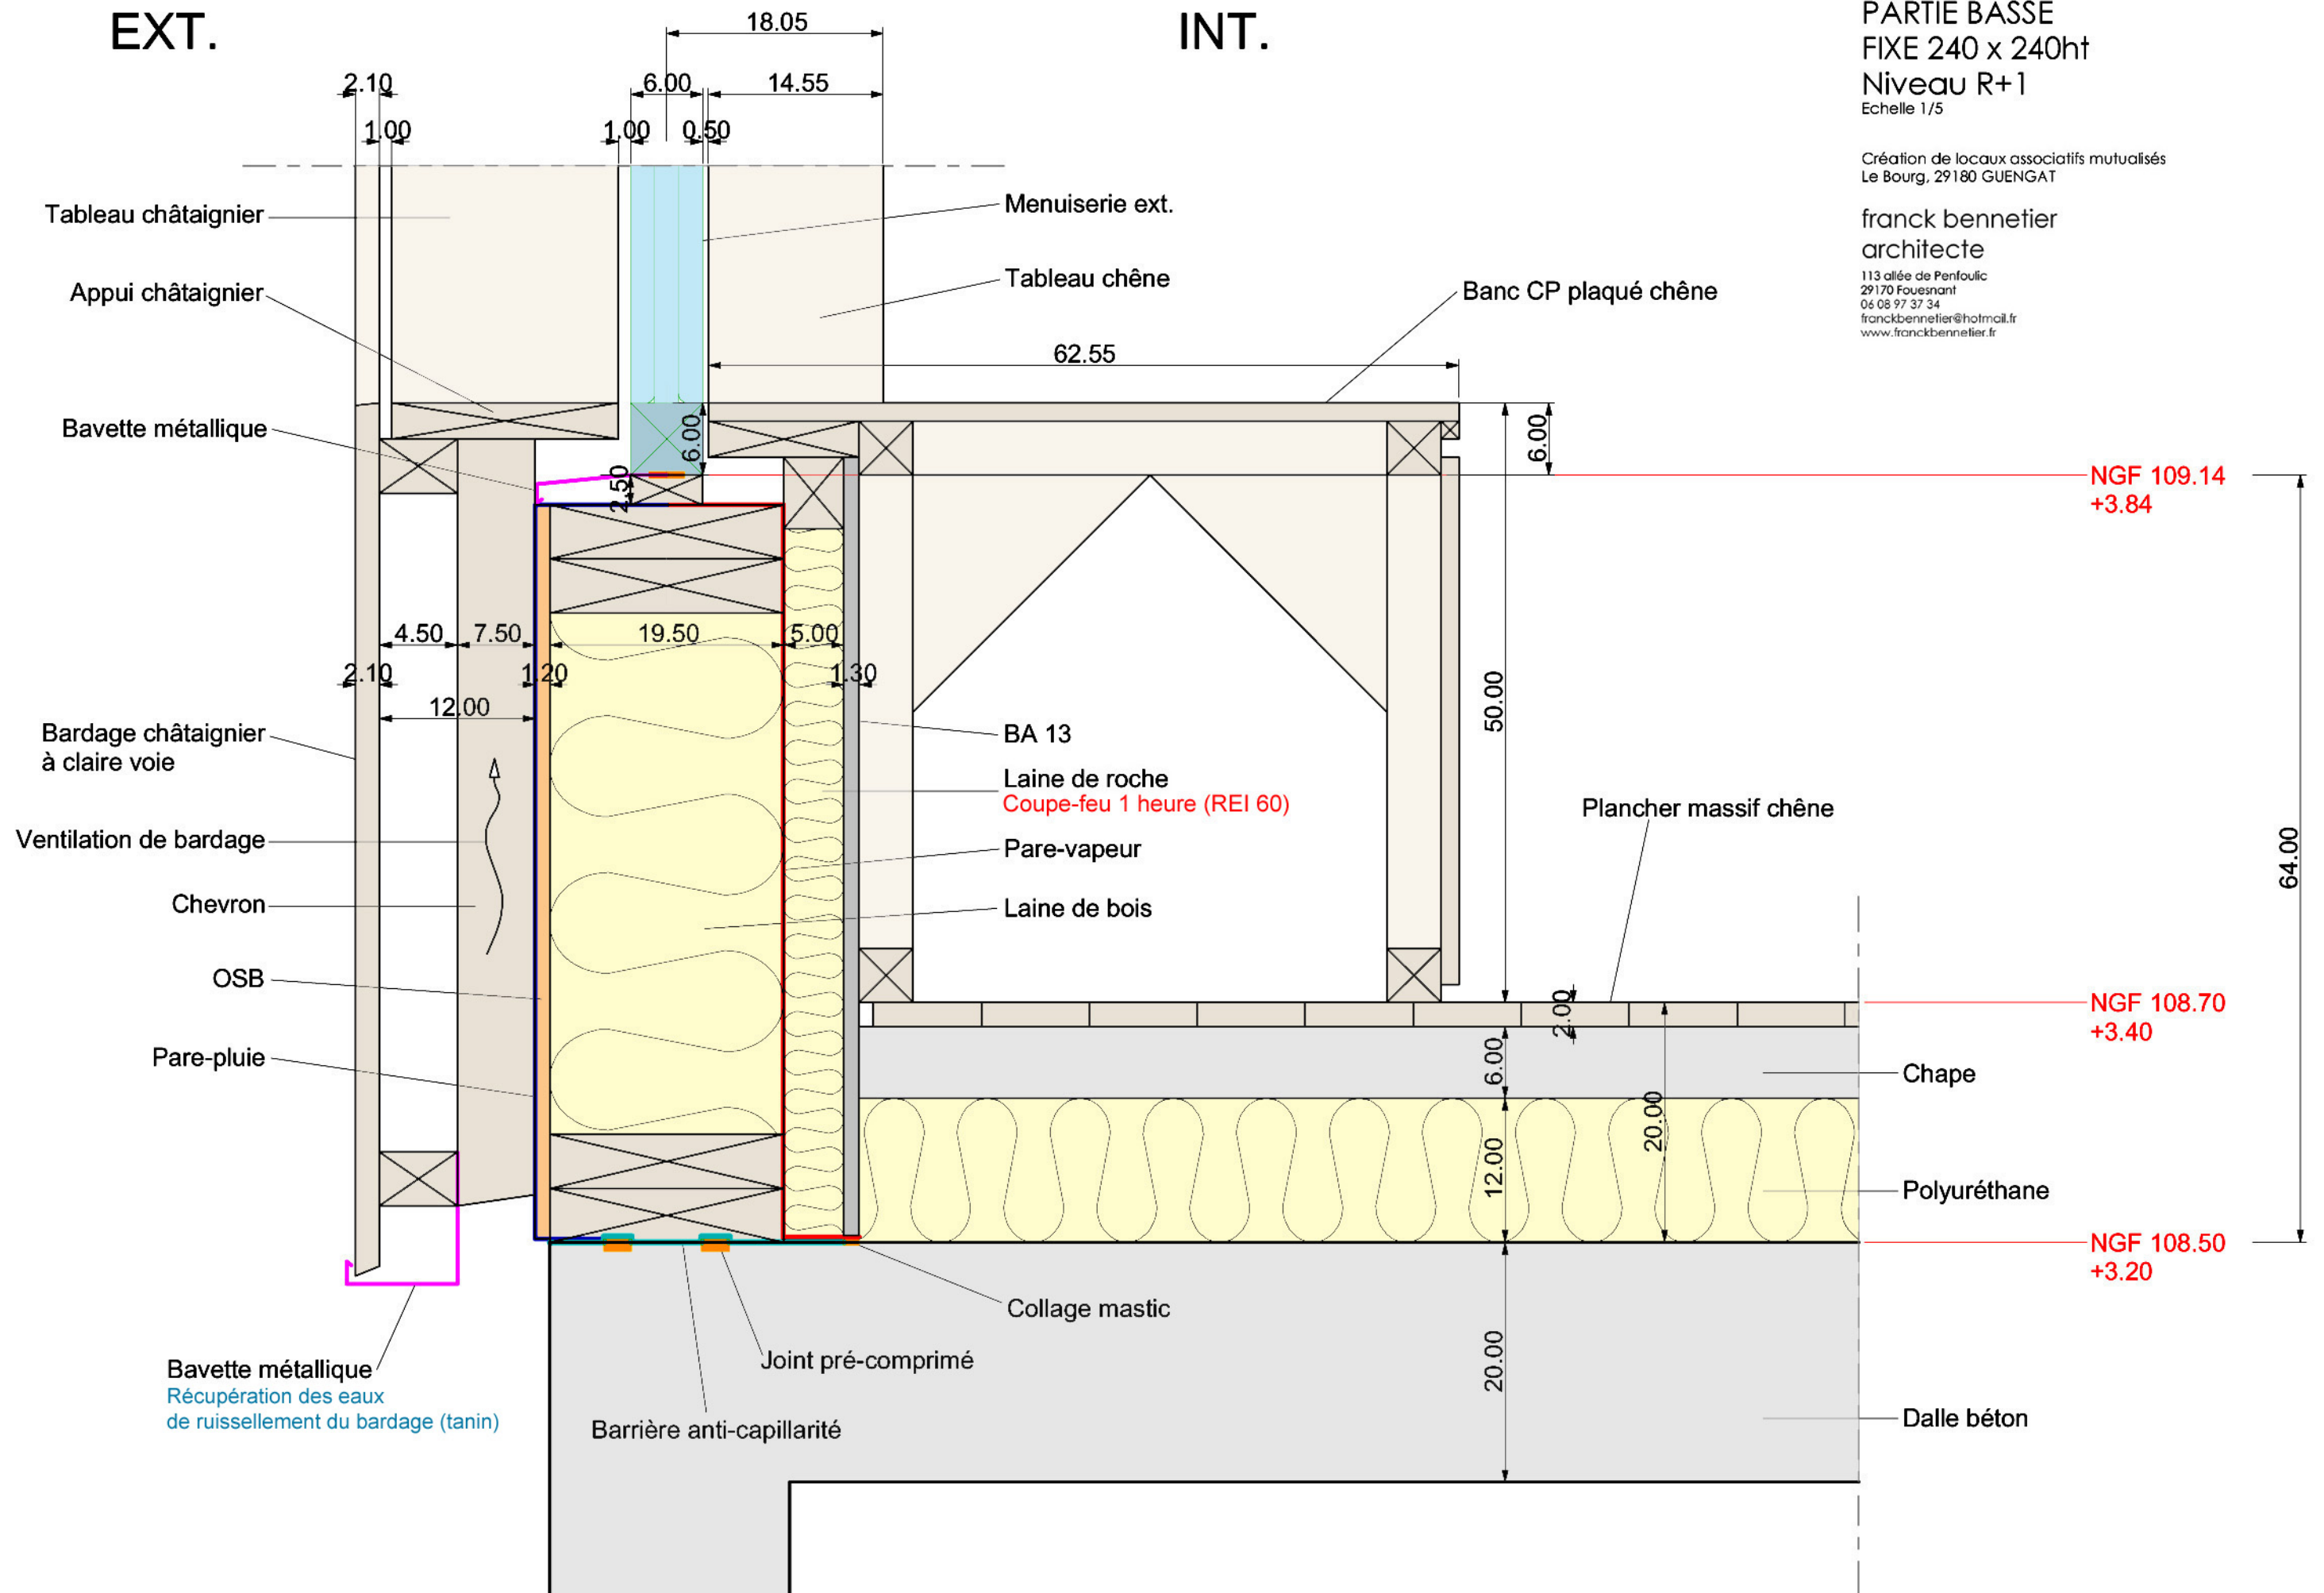 EXT.
INT.
PARTIE BASSE
FIXE 240 x 240ht
Niveau R+1
Echelle 1/5
Création de locaux associatifs mutualisés
Le Bourg, 29180 GUENGAT
franck bennetier
architecte
113 allée de Penfoulic
29170 Fouesnant
06 08 97 37 34
franckbennetier@hotmail.fr
www.franckbennetier.fr
18.05
2.10
6.00
14.55
1.00
1.00
0.50
Tableau châtaignier
Appui châtaignier
Bavette métallique
Menuiserie ext.
Tableau chêne
Banc CP plaqué chêne
62.55
6.00
6.00
2.50
NGF 109.14
+3.84
4.50
7.50
19.50
5.00
2.10
1.20
1.30
12.00
50.00
64.00
Bardage châtaignier
à claire voie
Ventilation de bardage
Chevron
OSB
Pare-pluie
BA 13
Laine de roche
Coupe-feu 1 heure (REI 60)
Pare-vapeur
Laine de bois
Plancher massif chêne
2.00
NGF 108.70
+3.40
6.00
20.00
12.00
Chape
Polyuréthane
NGF 108.50
+3.20
20.00
Collage mastic
Joint pré-comprimé
Barrière anti-capillarité
Bavette métallique
Récupération des eaux
de ruissellement du bardage (tanin)
Dalle béton